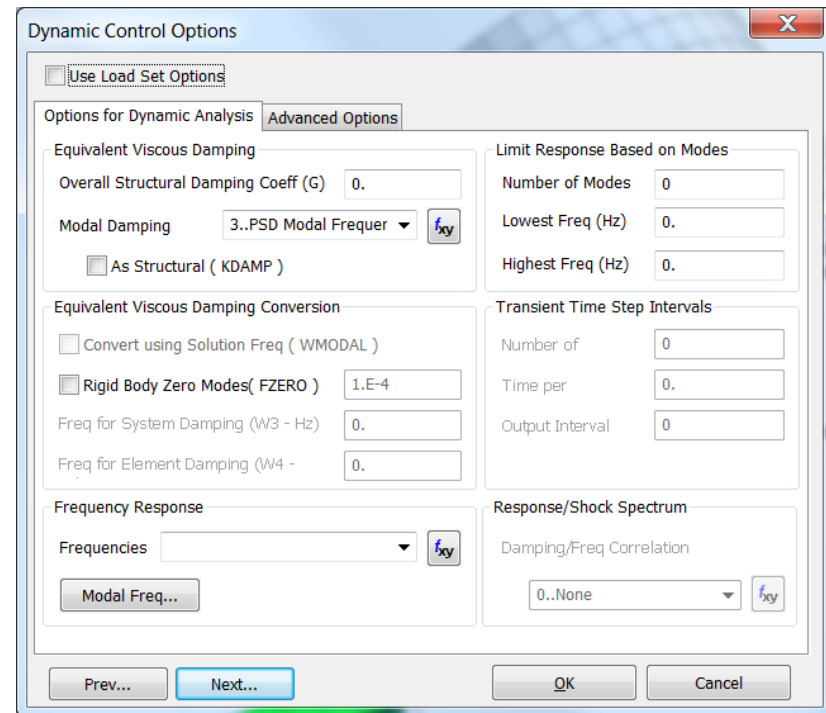 Dynamic Control Options
X
Use Load Set Options
Options for Dynamic Analysis Advanced Options
Equivalent Viscous Damping
Overall Structural Damping Coeff (G) 0.
Modal Damping 3..PSD Modal Frequer fxy
As Structural ( KDAMP )
Limit Response Based on Modes
Number of Modes 0
Lowest Freq (Hz) 0.
Highest Freq (Hz) 0.
Equivalent Viscous Damping Conversion
Convert using Solution Freq ( WMODAL )
Rigid Body Zero Modes( FZERO ) 1.E-4
Freq for System Damping (W3 - Hz) 0.
Freq for Element Damping (W4 - 0.
Transient Time Step Intervals
Number of 0
Time per 0.
Output Interval 0
Frequency Response
Frequencies fxy
Modal Freq...
Response/Shock Spectrum
Damping/Freq Correlation
0..None fxy
Prev... Next... OK Cancel